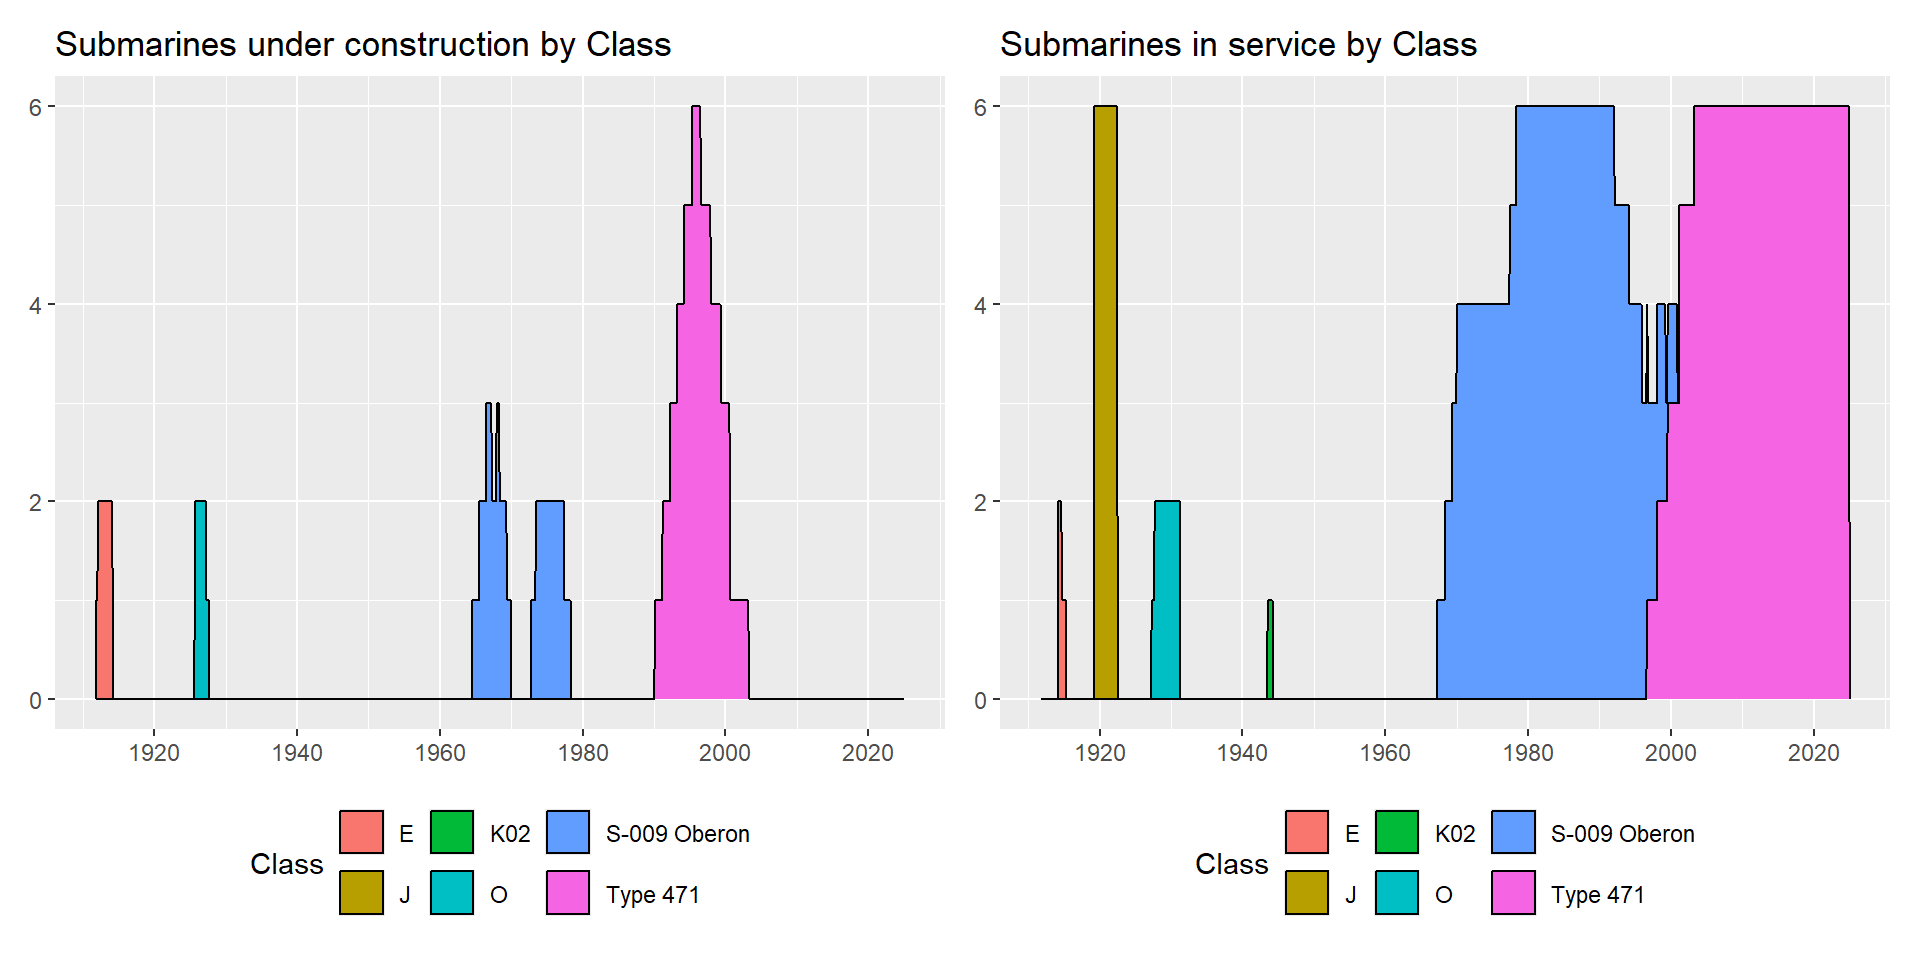 Submarines under construction by Class
6
4
2
0
1920 1940 1960 1980 2000 2020
Class
E K02 S-009 Oberon
J O Type 471
Submarines in service by Class
6
4
2
0
1920 1940 1960 1980 2000 2020
Class
E K02 S-009 Oberon
J O Type 471